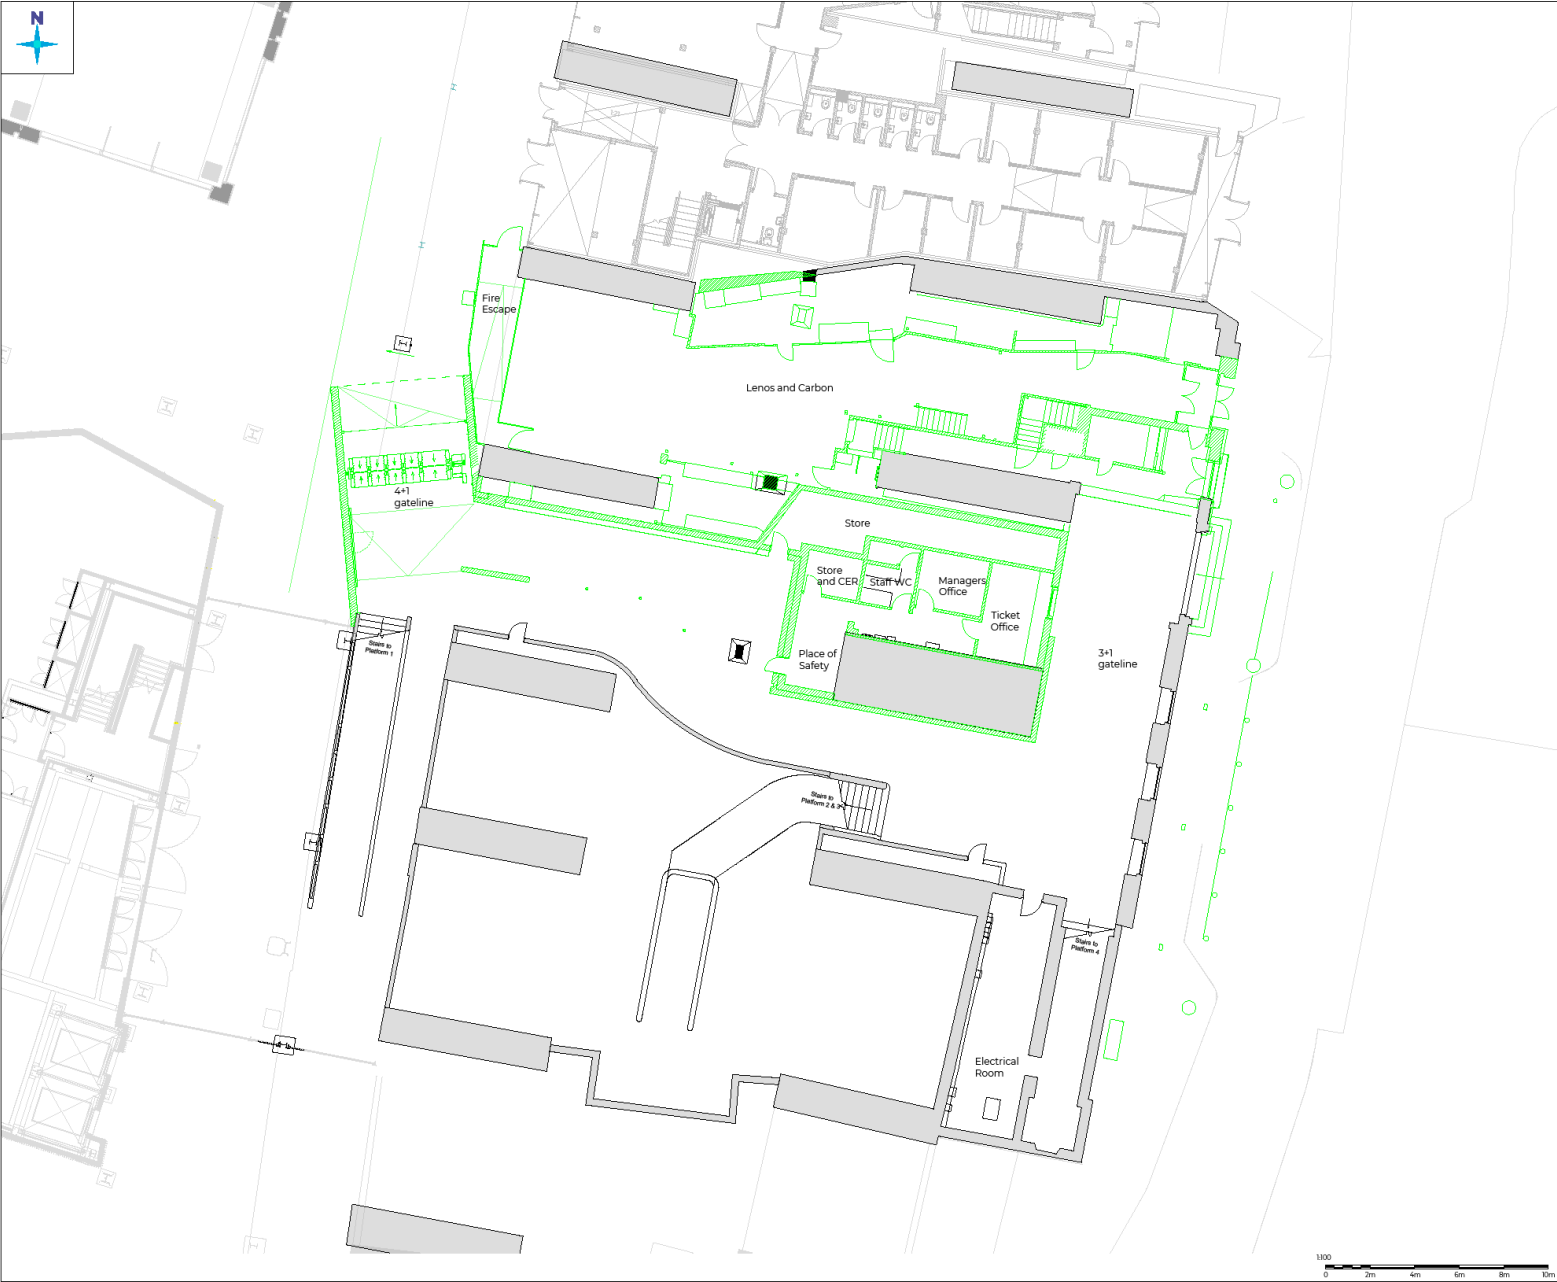 N
Fire
Escape
Lenos and Carbon
4+1
gateline
Store
Store
and CER
Staff WC
Managers
Office
Ticket
Office
Place of
Safety
3+1
gateline
Stairs to
Platform 1
Stairs to
Platform 2 & 3
Stairs to
Platform 4
Electrical
Room
1:100
0 2m 4m 6m 8m 10m